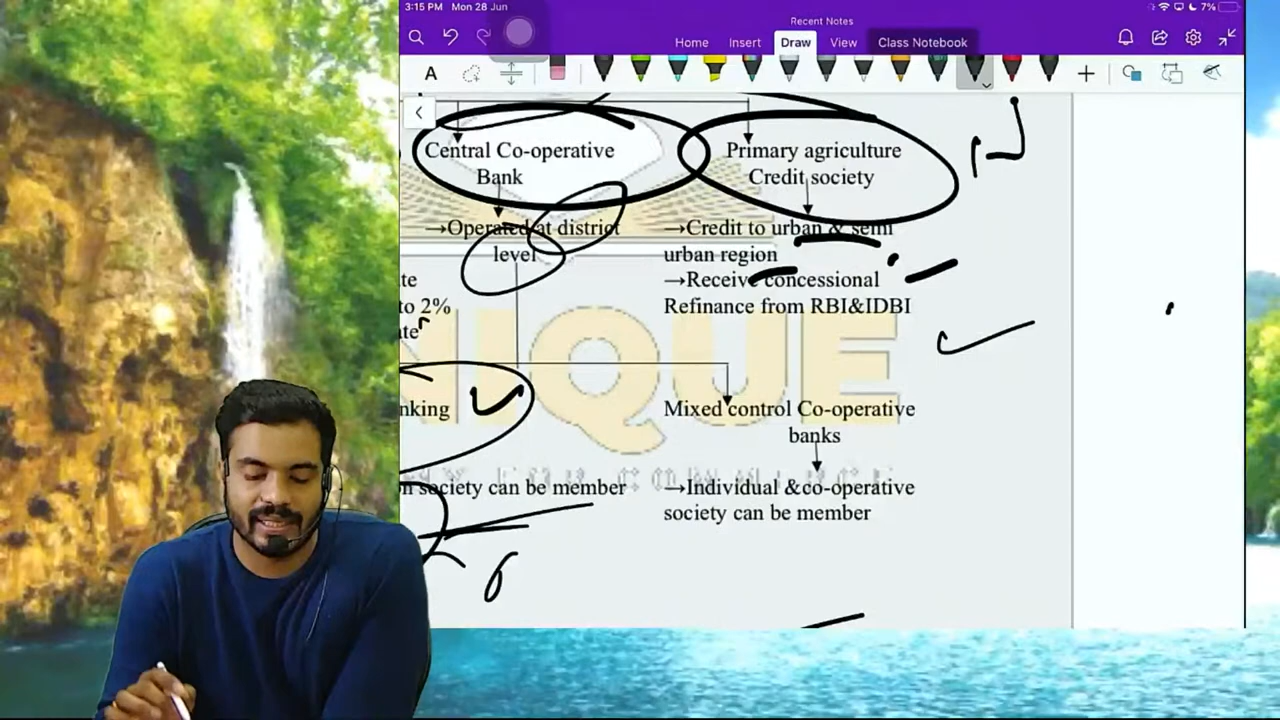 3:15 PM Mon 28 Jun
7%
Recent Notes
Home Insert Draw View Class Notebook
A
Central Co-operative
Bank
Primary agriculture
Credit society
→Operated at district
level
→Credit to urban & semi
urban region
→Receive concessional
Refinance from RBI&IDBI
te
to 2%
ate
nking
Mixed control Co-operative
banks
n society can be member
→Individual &co-operative
society can be member
NIQUE